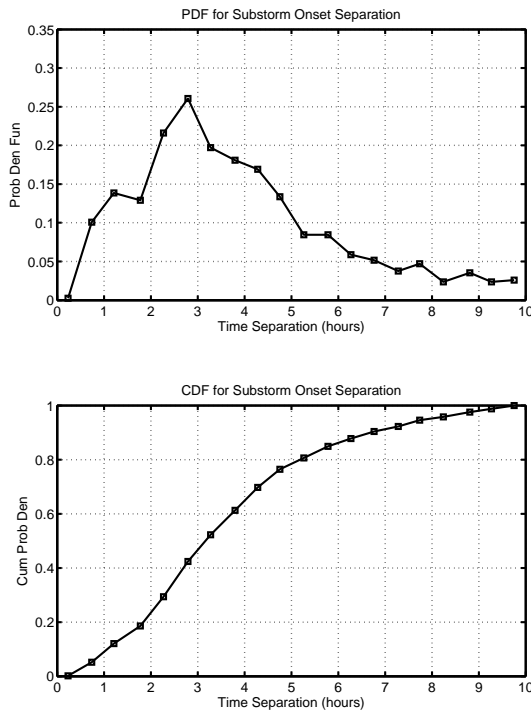 PDF for Substorm Onset Separation
0.35
0.3
0.25
0.2
0.15
0.1
0.05
0
Prob Den Fun
0 1 2 3 4 5 6 7 8 9 10
Time Separation (hours)
CDF for Substorm Onset Separation
1
0.8
0.6
0.4
0.2
0
Cum Prob Den
0 1 2 3 4 5 6 7 8 9 10
Time Separation (hours)